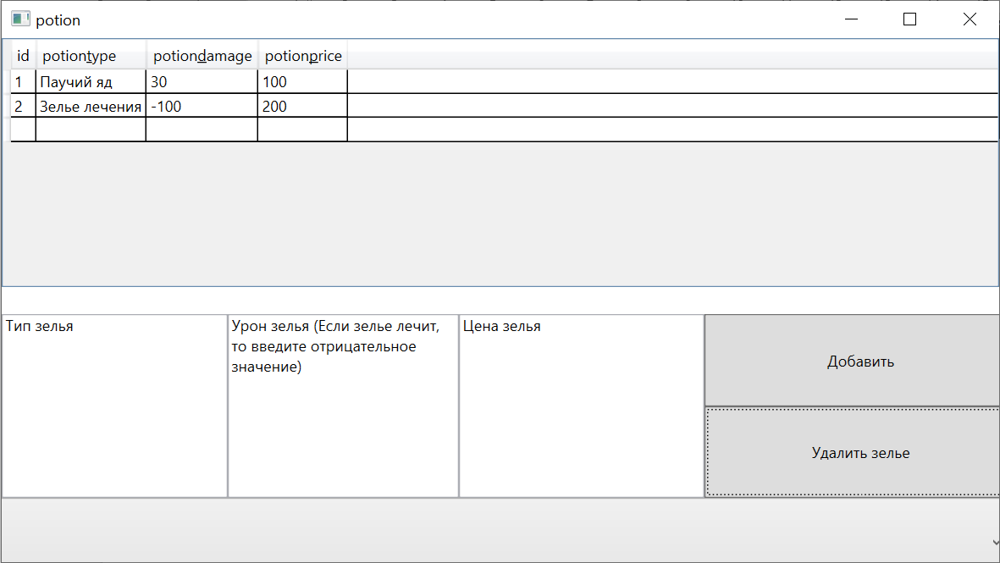 potion
id potiontype potiondamage potionprice
1 Паучий яд 30 100
2 Зелье лечения -100 200
Тип зелья
Урон зелья (Если зелье лечит,
то введите отрицательное
значение)
Цена зелья
Добавить
Удалить зелье